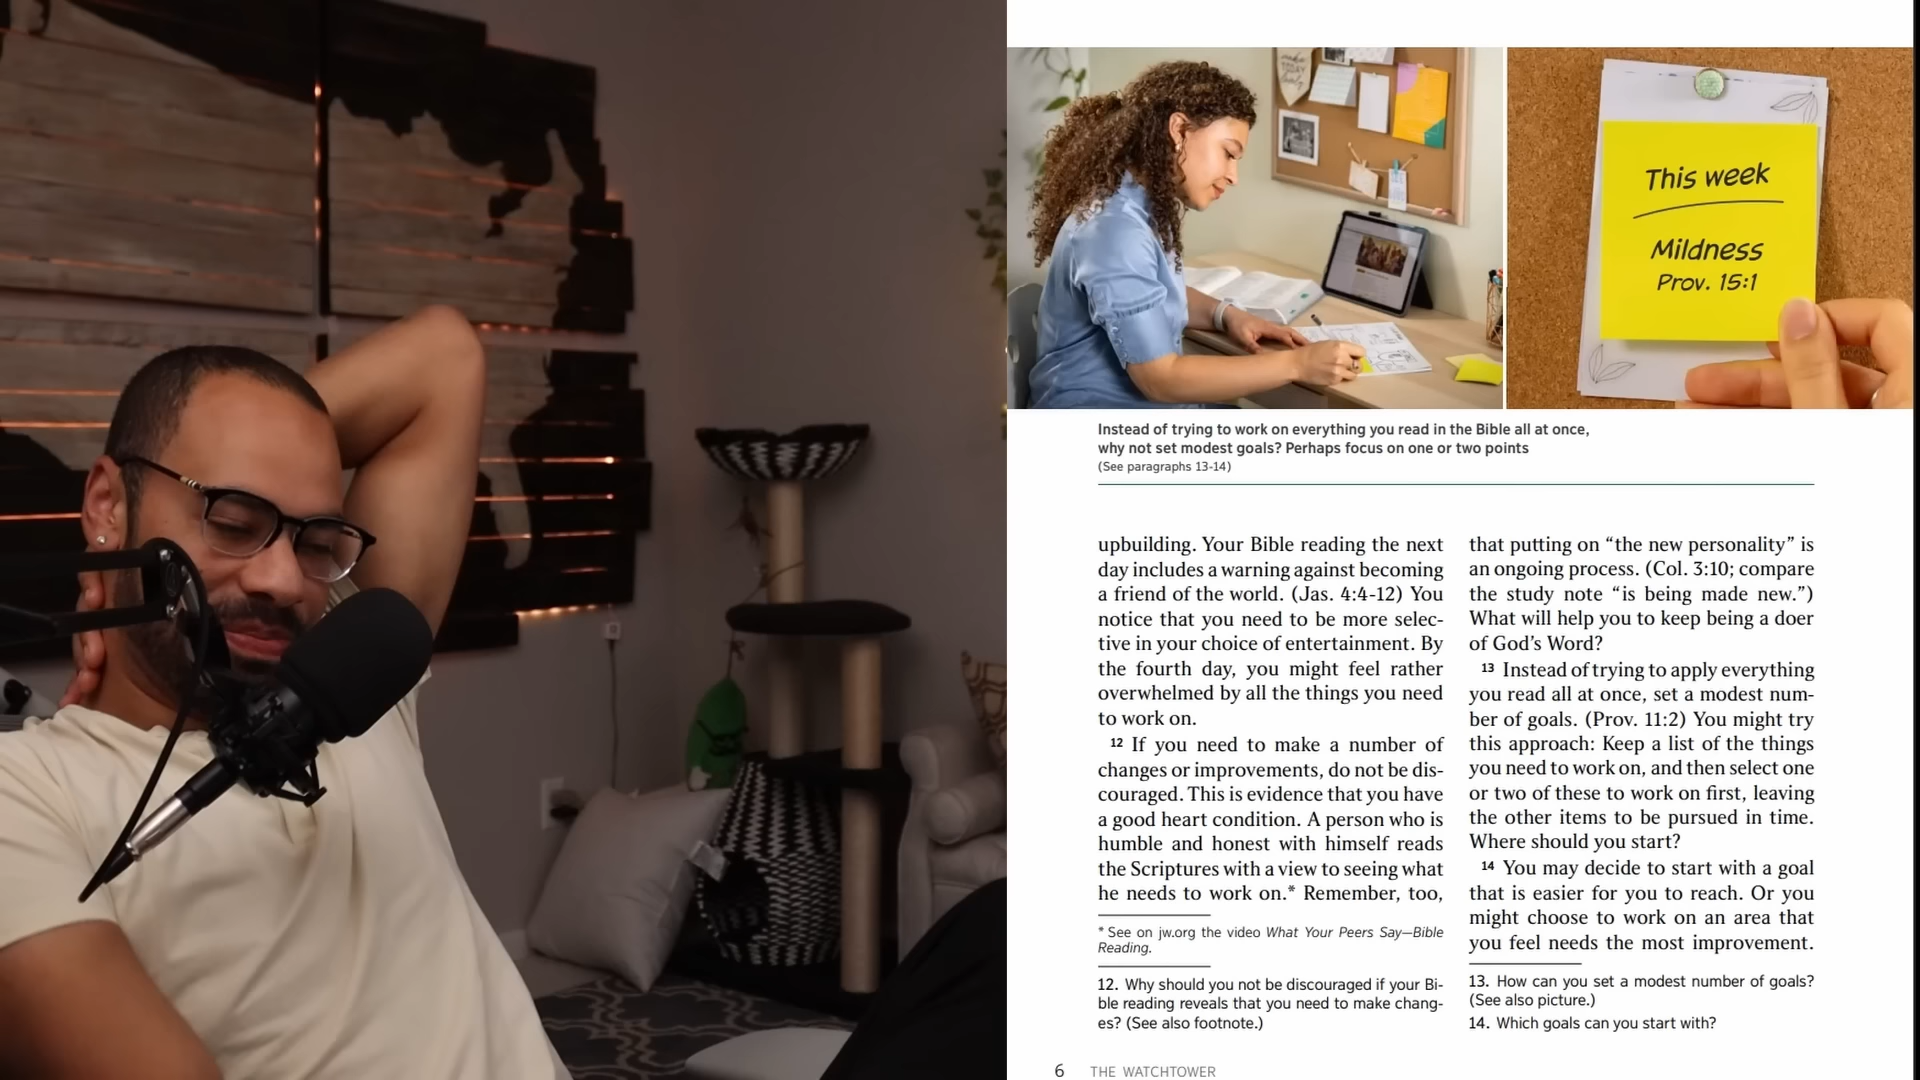 This week
Mildness
Prov. 15:1
Instead of trying to work on everything you read in the Bible all at once,
why not set modest goals? Perhaps focus on one or two points
(See paragraphs 13-14)
upbuilding. Your Bible reading the next
day includes a warning against becoming
a friend of the world. (Jas. 4:4-12) You
notice that you need to be more selec-
tive in your choice of entertainment. By
the fourth day, you might feel rather
overwhelmed by all the things you need
to work on.
12 If you need to make a number of
changes or improvements, do not be dis-
couraged. This is evidence that you have
a good heart condition. A person who is
humble and honest with himself reads
the Scriptures with a view to seeing what
he needs to work on.* Remember, too,
* See on jw.org the video What Your Peers Say—Bible
Reading.
12. Why should you not be discouraged if your Bi-
ble reading reveals that you need to make chang-
es? (See also footnote.)
that putting on “the new personality” is
an ongoing process. (Col. 3:10; compare
the study note “is being made new.”)
What will help you to keep being a doer
of God’s Word?
13 Instead of trying to apply everything
you read all at once, set a modest num-
ber of goals. (Prov. 11:2) You might try
this approach: Keep a list of the things
you need to work on, and then select one
or two of these to work on first, leaving
the other items to be pursued in time.
Where should you start?
14 You may decide to start with a goal
that is easier for you to reach. Or you
might choose to work on an area that
you feel needs the most improvement.
13. How can you set a modest number of goals?
(See also picture.)
14. Which goals can you start with?
6 THE WATCHTOWER